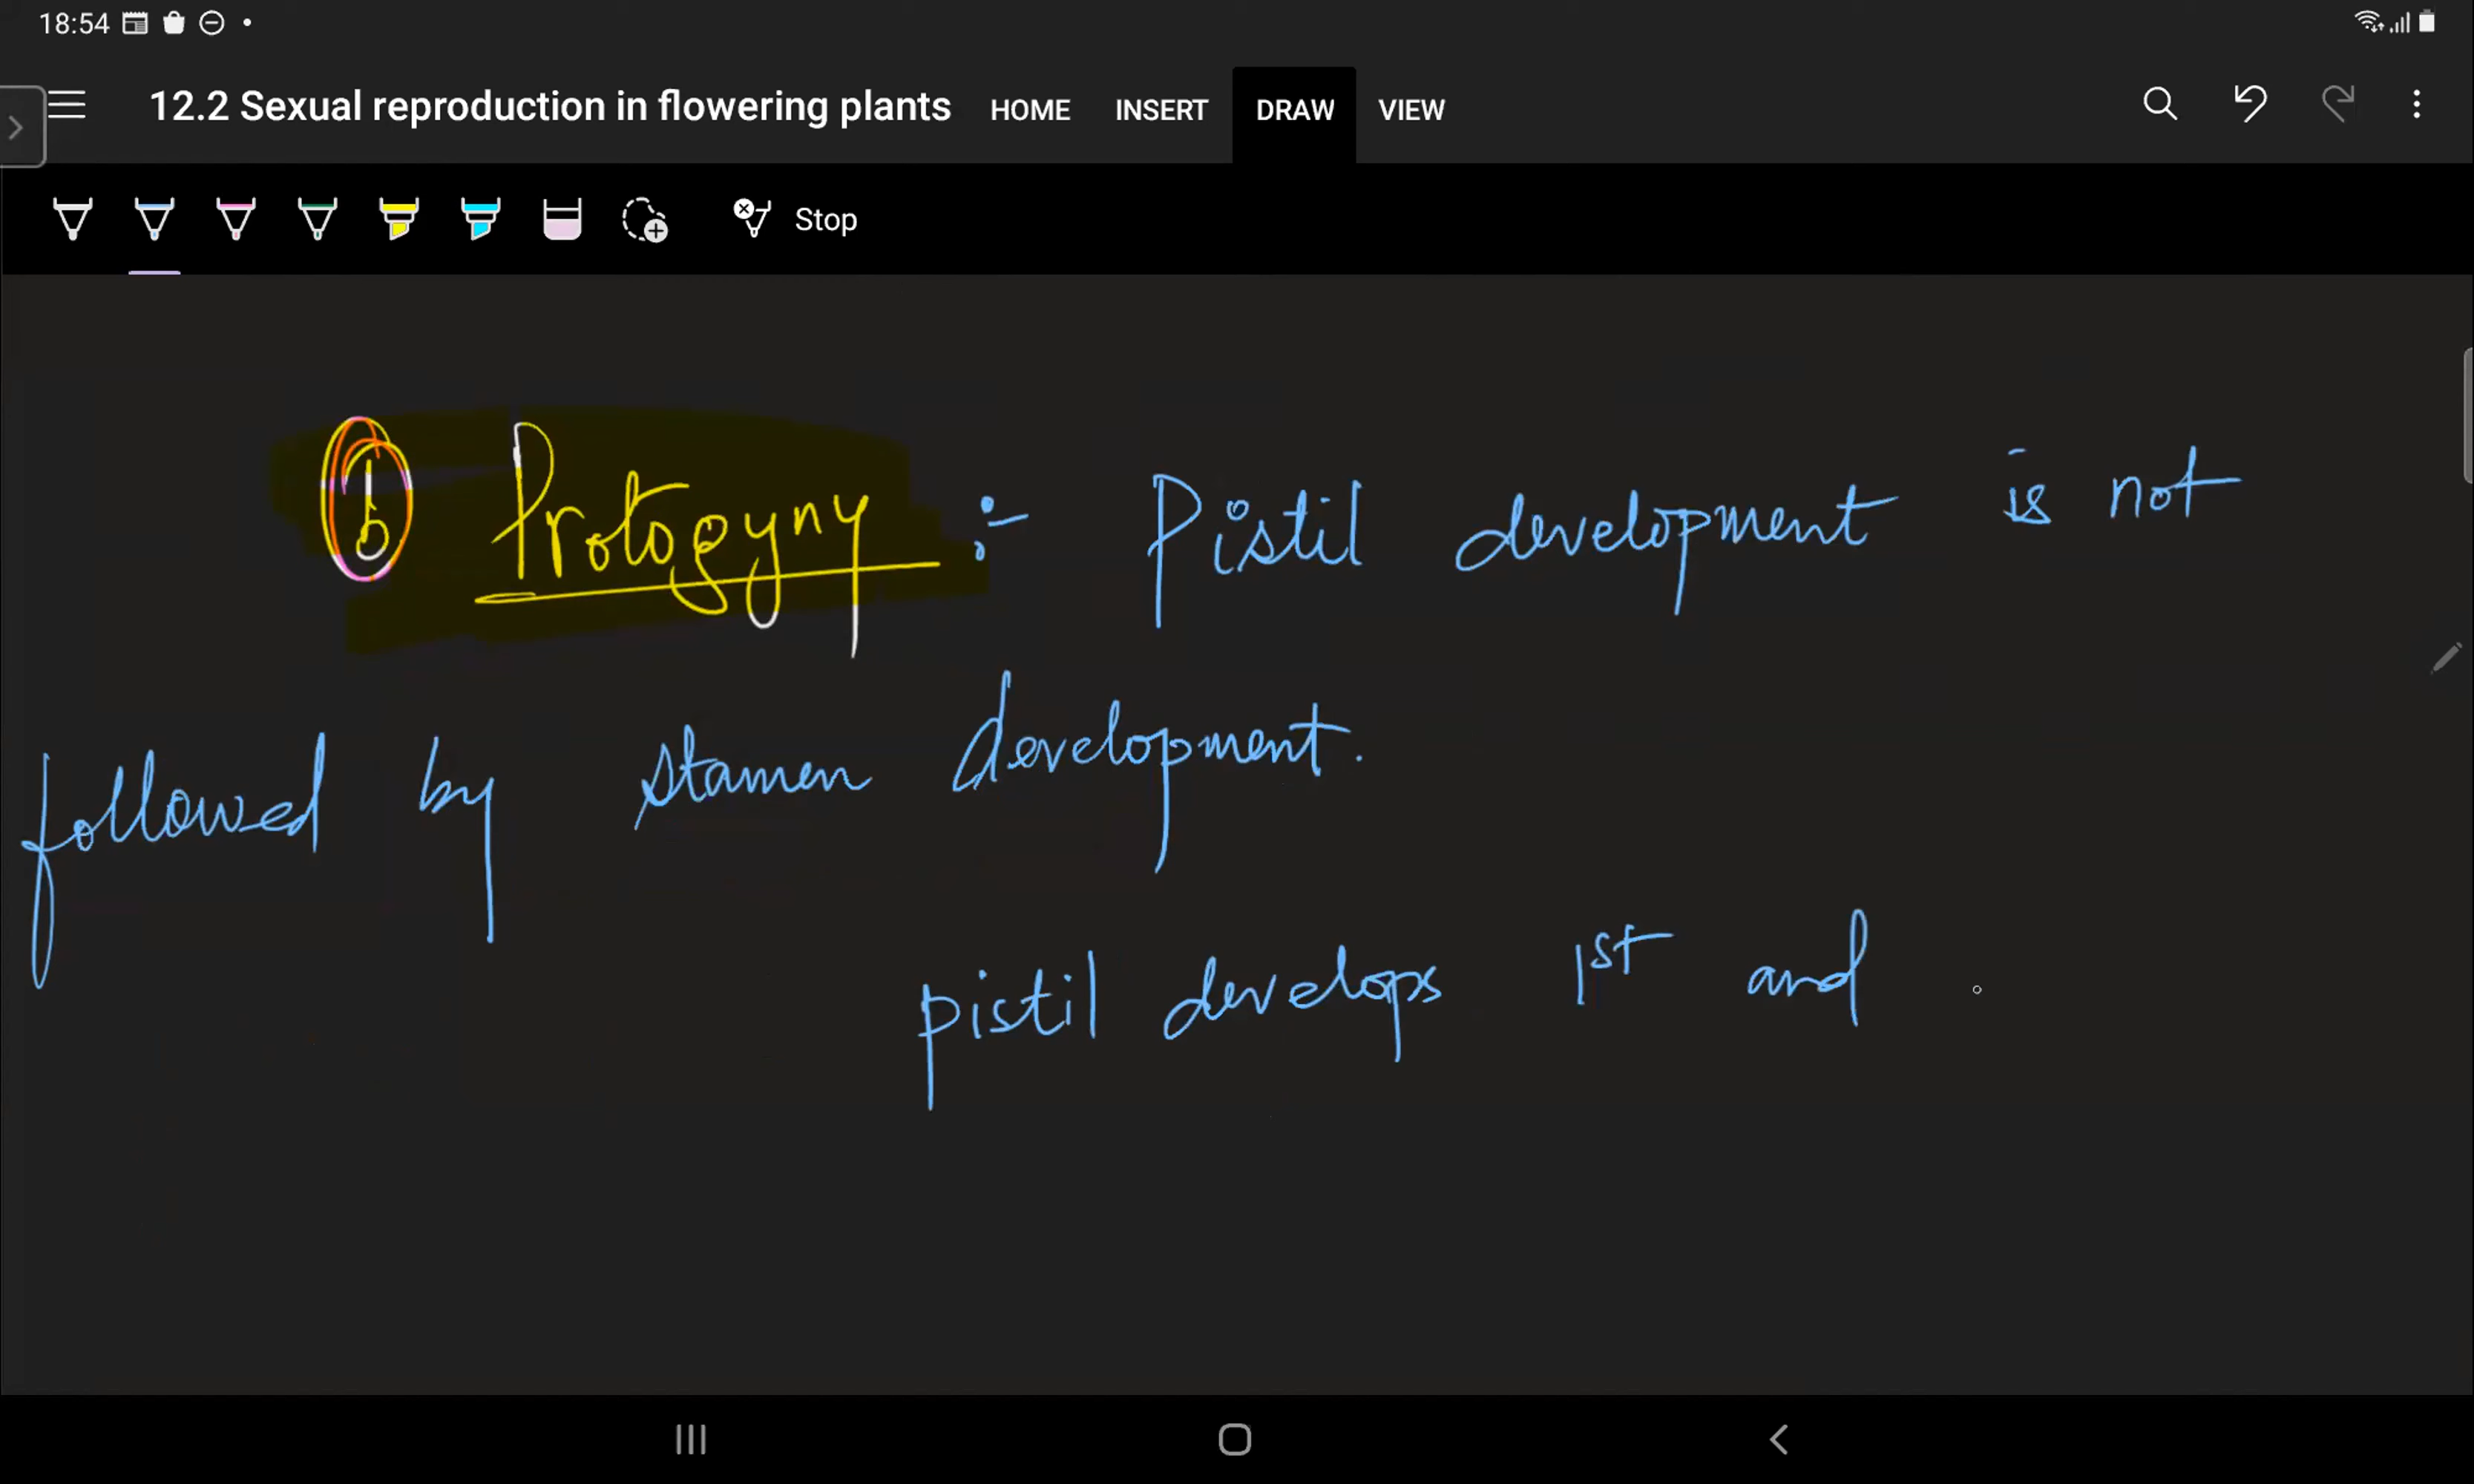 18:54
12.2 Sexual reproduction in flowering plants HOME INSERT DRAW VIEW
Stop
b Protogyny :- Pistil development is not
followed by stamen development.
pistil develops 1st and